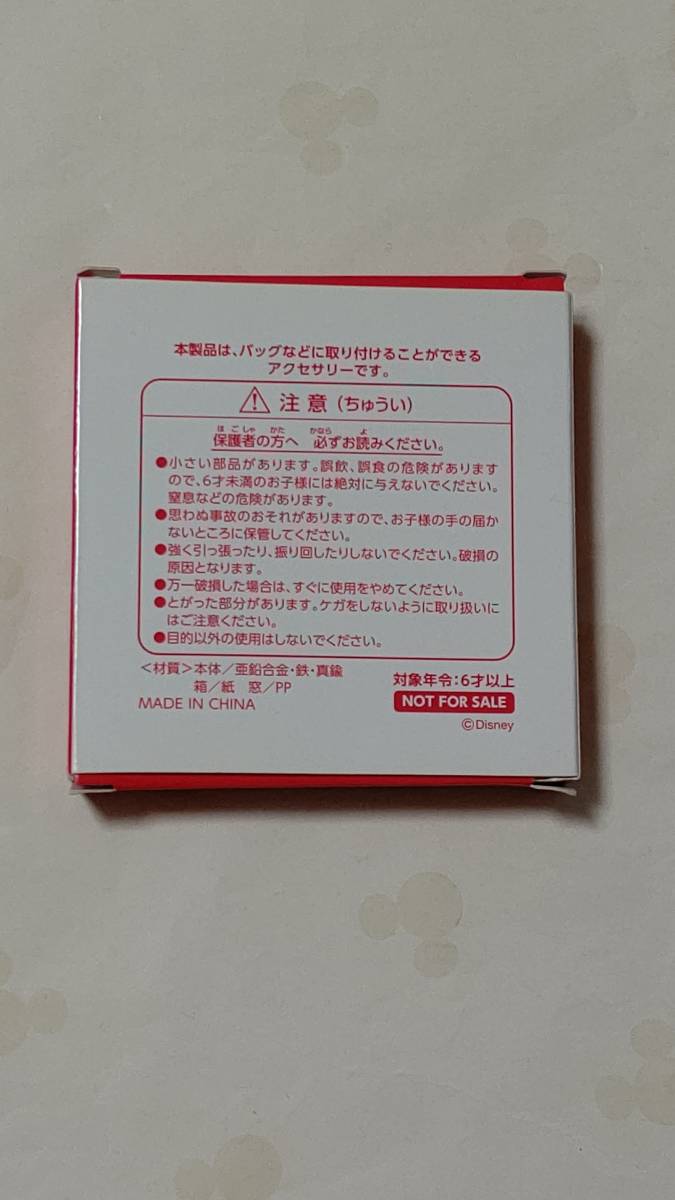 本製品は、バッグなどに取り付けることができる
アクセサリーです。
⚠ 注意（ちゅうい）
ほごしゃ かた かなら よ
保護者の方へ 必ずお読みください。
●小さい部品があります。誤飲、誤食の危険があります
ので、6才未満のお子様には絶対に与えないでください。
窒息などの危険があります。
●思わぬ事故のおそれがありますので、お子様の手の届か
ないところに保管してください。
●強く引っ張ったり、振り回したりしないでください。破損の
原因となります。
●万一破損した場合は、すぐに使用をやめてください。
●とがった部分があります。ケガをしないように取り扱いに
はご注意ください。
●目的以外の使用はしないでください。
＜材質＞本体／亜鉛合金・鉄・真鍮
箱／紙 窓／PP
MADE IN CHINA
対象年令：6才以上
NOT FOR SALE
©Disney